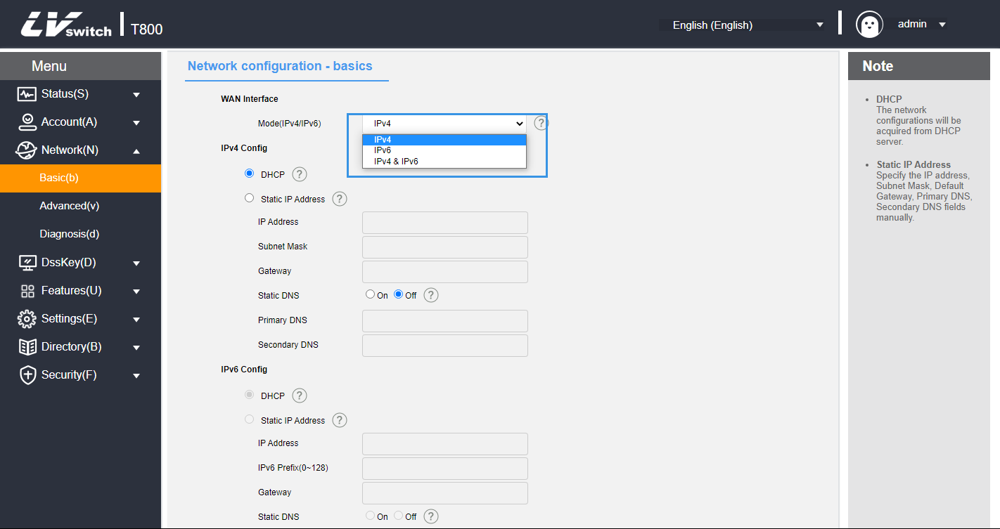 LVswitch T800
English (English)
admin
Menu
Status(S)
Account(A)
Network(N)
Basic(b)
Advanced(v)
Diagnosis(d)
DssKey(D)
Features(U)
Settings(E)
Directory(B)
Security(F)
Network configuration - basics
WAN Interface
Mode(IPv4/IPv6) IPv4 ?
IPv4
IPv6
IPv4 & IPv6
IPv4 Config
DHCP ?
Static IP Address ?
IP Address
Subnet Mask
Gateway
Static DNS On Off ?
Primary DNS
Secondary DNS
IPv6 Config
DHCP ?
Static IP Address ?
IP Address
IPv6 Prefix(0~128)
Gateway
Static DNS On Off ?
Note
• DHCP
The network
configurations will be
acquired from DHCP
server.
• Static IP Address
Specify the IP address,
Subnet Mask, Default
Gateway, Primary DNS,
Secondary DNS fields
manually.